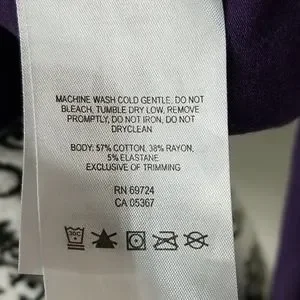 MACHINE WASH COLD GENTLE, DO NOT
BLEACH, TUMBLE DRY LOW, REMOVE
PROMPTLY, DO NOT IRON, DO NOT
DRYCLEAN
BODY: 57% COTTON, 38% RAYON,
5% ELASTANE
EXCLUSIVE OF TRIMMING
RN 69724
CA 05367
30C